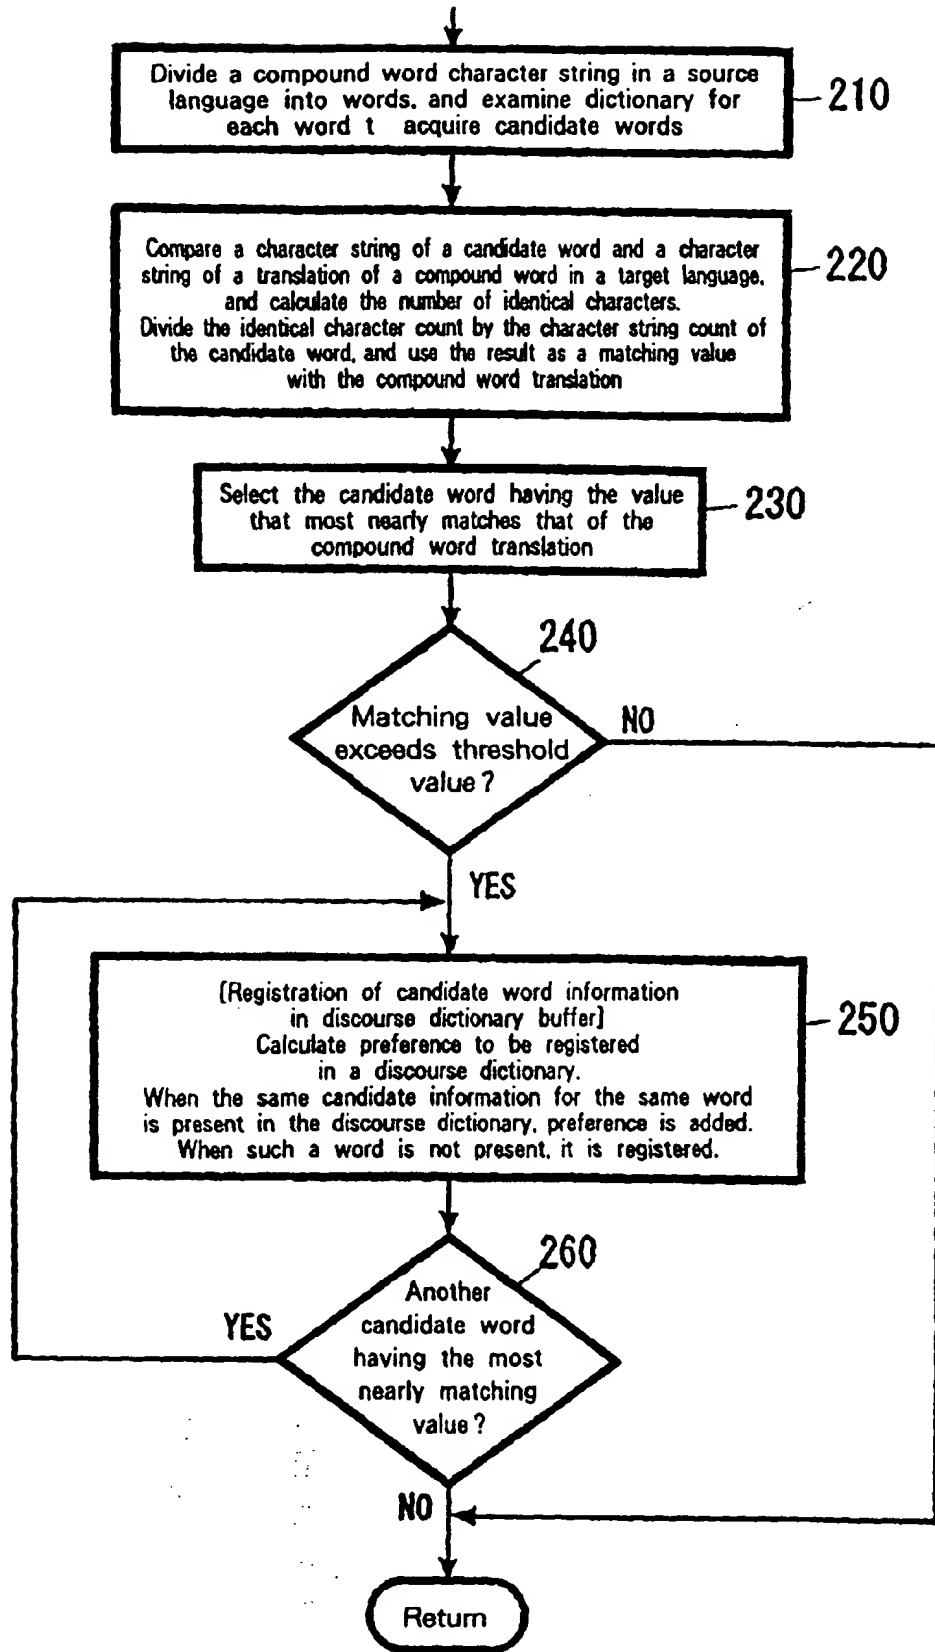 Divide a compound word character string in a source
language into words, and examine dictionary for
each word t acquire candidate words
210
Compare a character string of a candidate word and a character
string of a translation of a compound word in a target language,
and calculate the number of identical characters.
Divide the identical character count by the character string count of
the candidate word, and use the result as a matching value
with the compound word translation
220
Select the candidate word having the value
that most nearly matches that of the
compound word translation
230
240
Matching value
exceeds threshold
value?
NO
YES
[Registration of candidate word information
in discourse dictionary buffer]
Calculate preference to be registered
in a discourse dictionary.
When the same candidate information for the same word
is present in the discourse dictionary, preference is added.
When such a word is not present, it is registered.
250
260
Another
candidate word
having the most
nearly matching
value?
YES
NO
Return